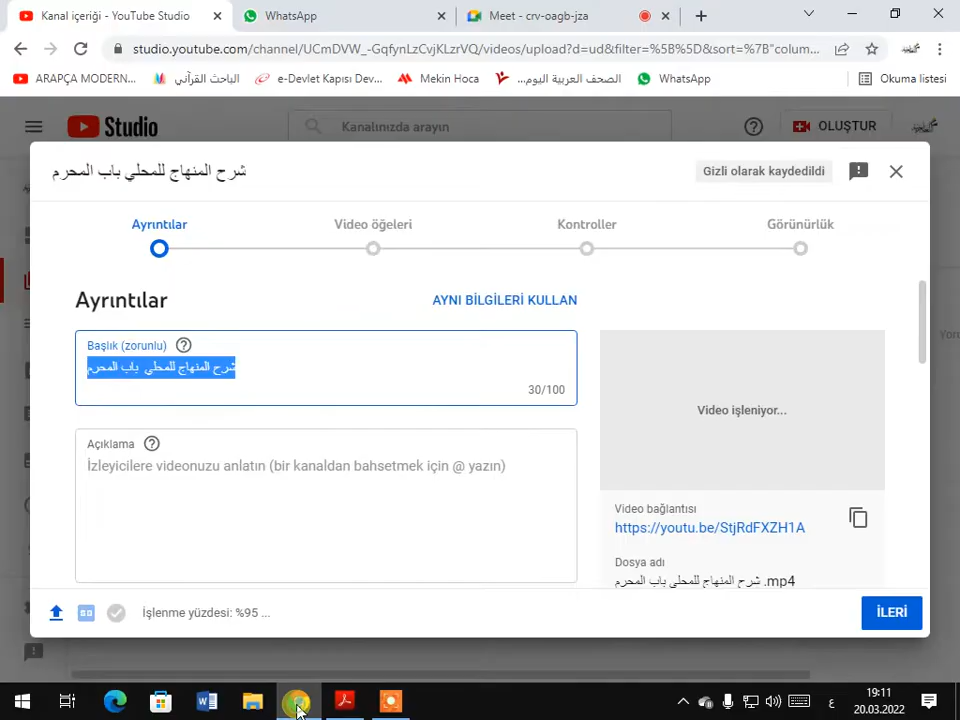 Kanal içeriği - YouTube Studio
WhatsApp
Meet - crv-oagb-jza
studio.youtube.com/channel/UCmDVW_-GqfynLzCvjKLzrVQ/videos/upload?d=ud&filter=%5B%5D&sort=%7B"colum...
ARAPÇA MODERN...
الباحث القرآني
e-Devlet Kapısı Dev...
Mekin Hoca
الصحف العربية اليوم...
WhatsApp
Okuma listesi
Studio
Kanalınızda arayın
OLUŞTUR
شرح المنهاج للمحلي باب المحرم
Gizli olarak kaydedildi
Ayrıntılar
Video öğeleri
Kontroller
Görünürlük
Ayrıntılar
AYNI BİLGİLERİ KULLAN
Başlık (zorunlu)
شرح المنهاج للمحلي باب المحرم
30/100
Video işleniyor...
Açıklama
İzleyicilere videonuzu anlatın (bir kanaldan bahsetmek için @ yazın)
Video bağlantısı
https://youtu.be/StjRdFXZH1A
Dosya adı
شرح المنهاج للمحلي باب المحرم .mp4
SD
İşlenme yüzdesi: %95 ...
İLERİ
ع
19:11
20.03.2022